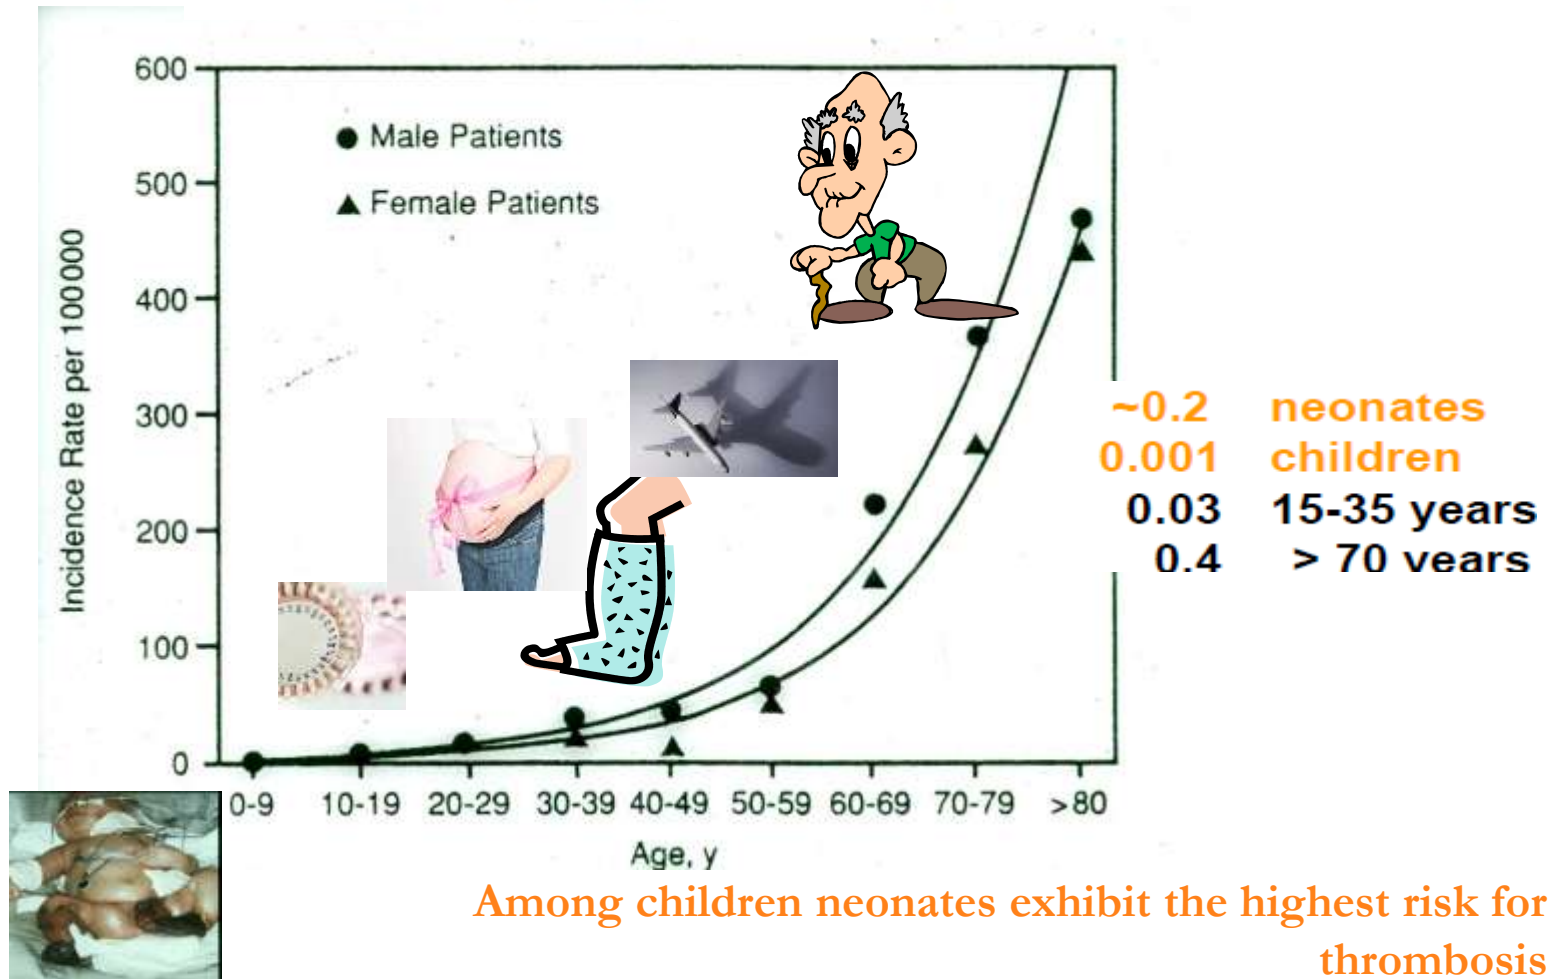 600
Male Patients
500
Female Patients
400
300
200
100
0
Incidence Rate per 100000
0-9 10-19 20-29 30-39 40-49 50-59 60-69 70-79 >80
Age, y
~0.2 neonates
0.001 children
0.03 15-35 years
0.4 > 70 years
Among children neonates exhibit the highest risk for
thrombosis